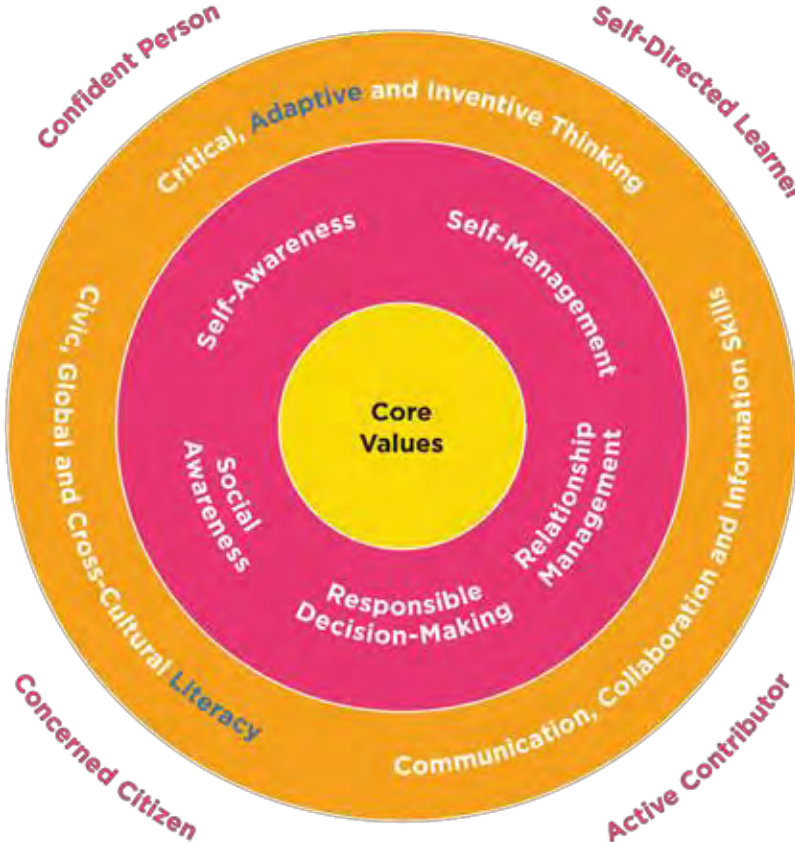 Confident Person
Self-Directed Learner
Critical, Adaptive and Inventive Thinking
Civic, Global and Cross-Cultural Literacy
Communication, Collaboration and Information Skills
Self-Awareness
Self-Management
Social
Awareness
Relationship
Management
Responsible
Decision-Making
Core
Values
Concerned Citizen
Active Contributor